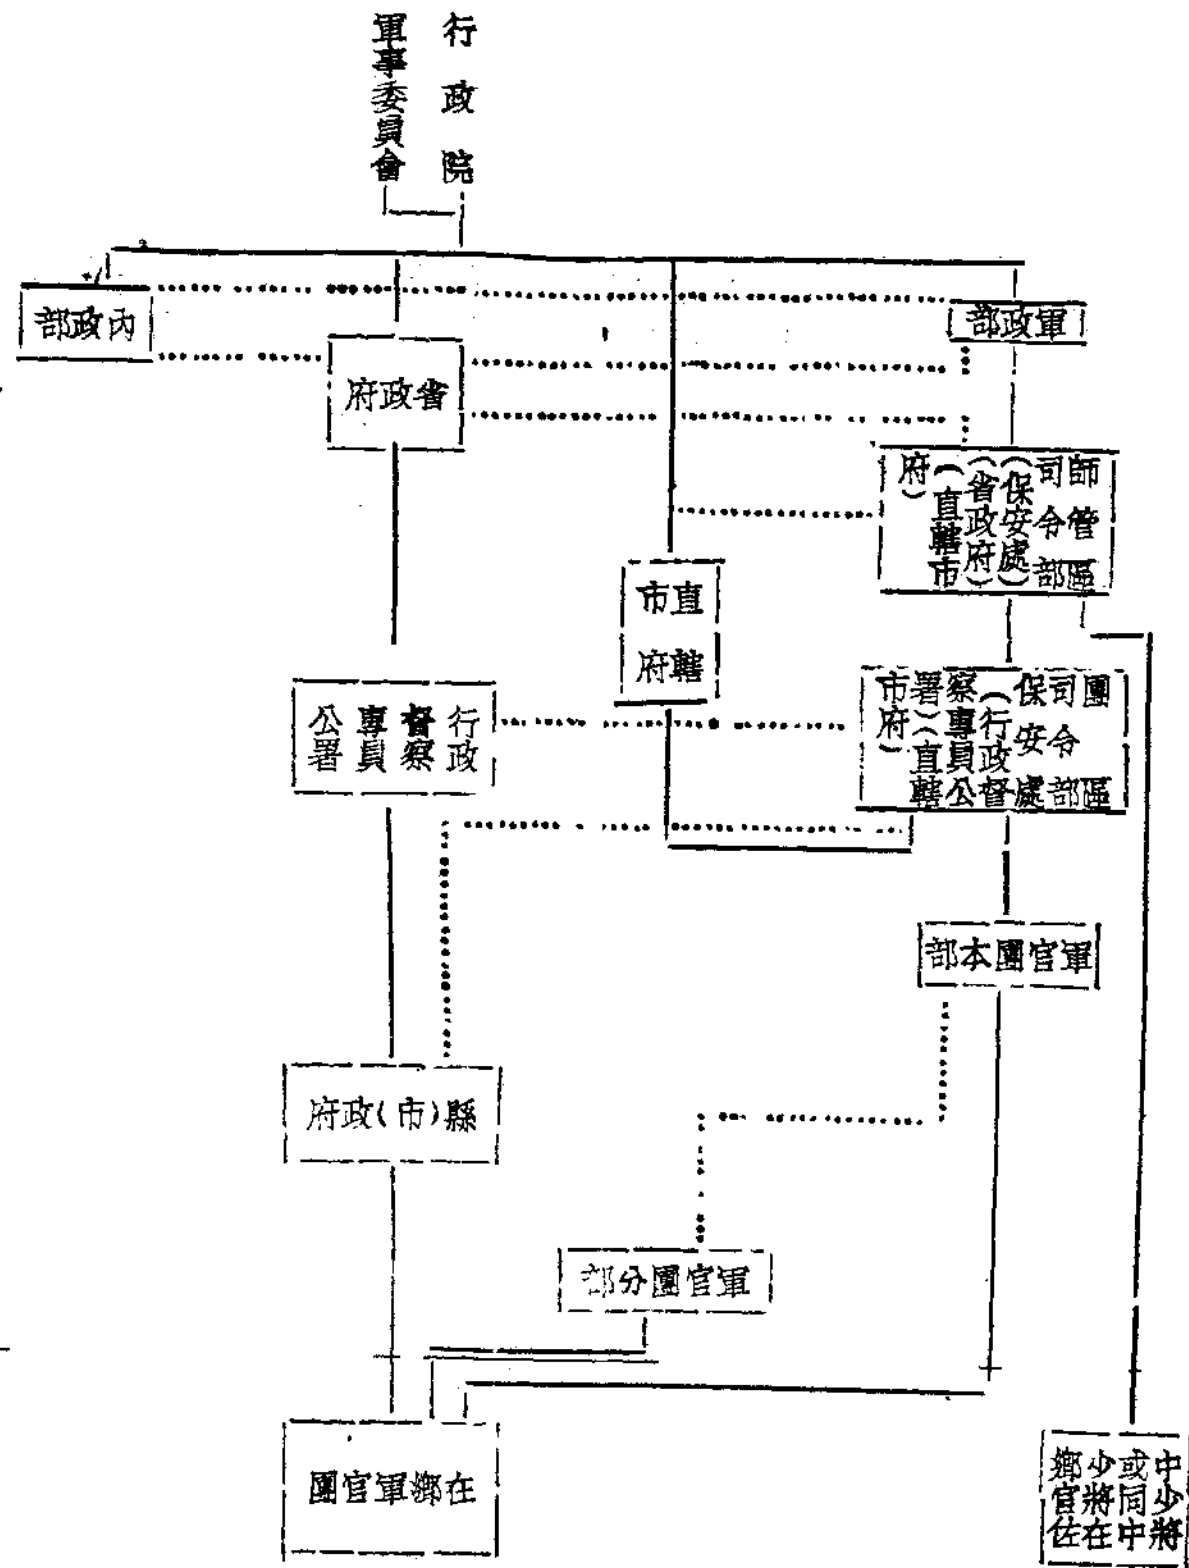 行政院
軍事委員會
軍政部
內政部
省政府
師管區
司令部
(保安處)
(省政府)
(直轄市
府)
直轄
市府
團區
司令部
保安處
(行政督
察專員公
署)(直轄
市府)
行政
督察
專員
公署
軍官團本部
縣(市)政府
軍官團分部
在鄉軍官團
中少將
或同中
少將在
鄉官佐